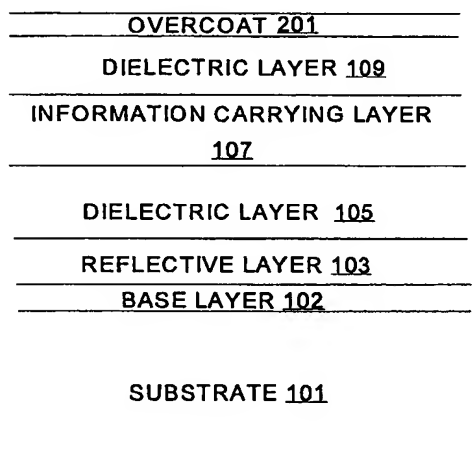 OVERCOAT 201
DIELECTRIC LAYER 109
INFORMATION CARRYING LAYER
107
DIELECTRIC LAYER 105
REFLECTIVE LAYER 103
BASE LAYER 102
SUBSTRATE 101